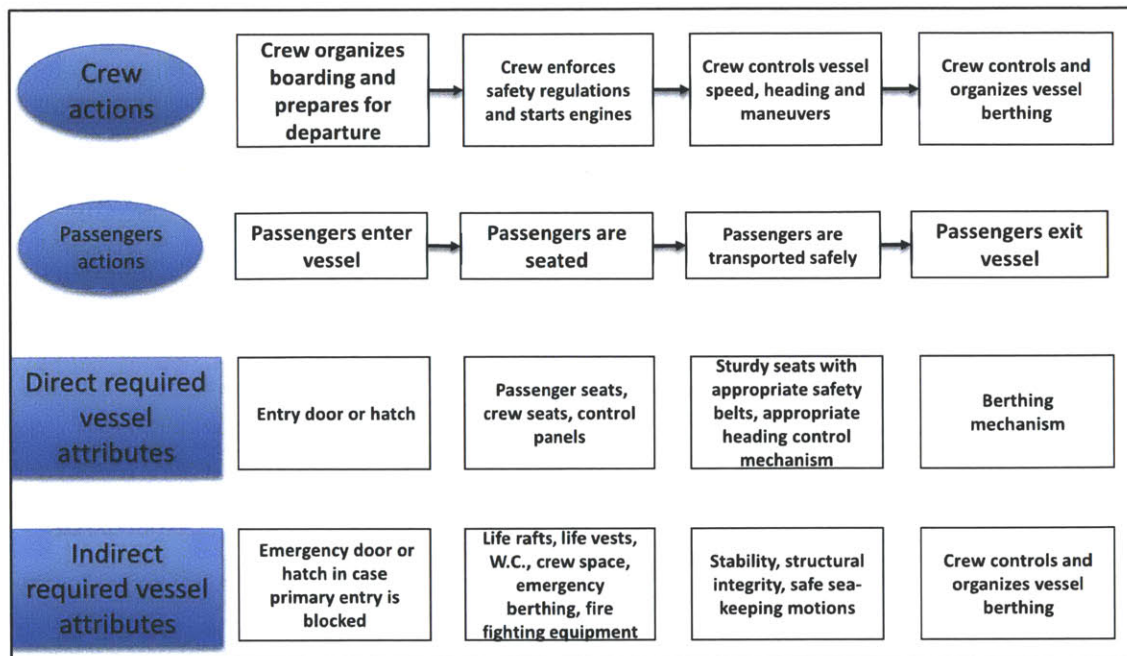 Crew
actions
Crew organizes
boarding and
prepares for
departure
Crew enforces
safety regulations
and starts engines
Crew controls vessel
speed, heading and
maneuvers
Crew controls and
organizes vessel
berthing
Passengers
actions
Passengers enter
vessel
Passengers are
seated
Passengers are
transported safely
Passengers exit
vessel
Direct required
vessel
attributes
Entry door or hatch
Passenger seats,
crew seats, control
panels
Sturdy seats with
appropriate safety
belts, appropriate
heading control
mechanism
Berthing
mechanism
Indirect
required vessel
attributes
Emergency door or
hatch in case
primary entry is
blocked
Life rafts, life vests,
W.C., crew space,
emergency
berthing, fire
fighting equipment
Stability, structural
integrity, safe sea-
keeping motions
Crew controls and
organizes vessel
berthing